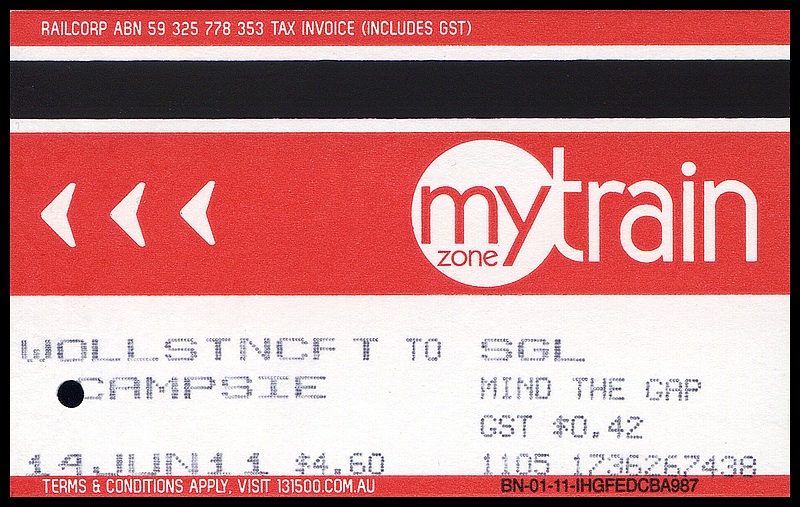 RAILCORP ABN 59 325 778 353 TAX INVOICE (INCLUDES GST)
my train
zone
WOLLSTNCFT TO SGL
CAMPSIE MIND THE GAP
GST $0.42
14JUN11 $4.60 1105 1736267438
TERMS & CONDITIONS APPLY, VISIT 131500.COM.AU BN-01-11-IHGFEDCBA987